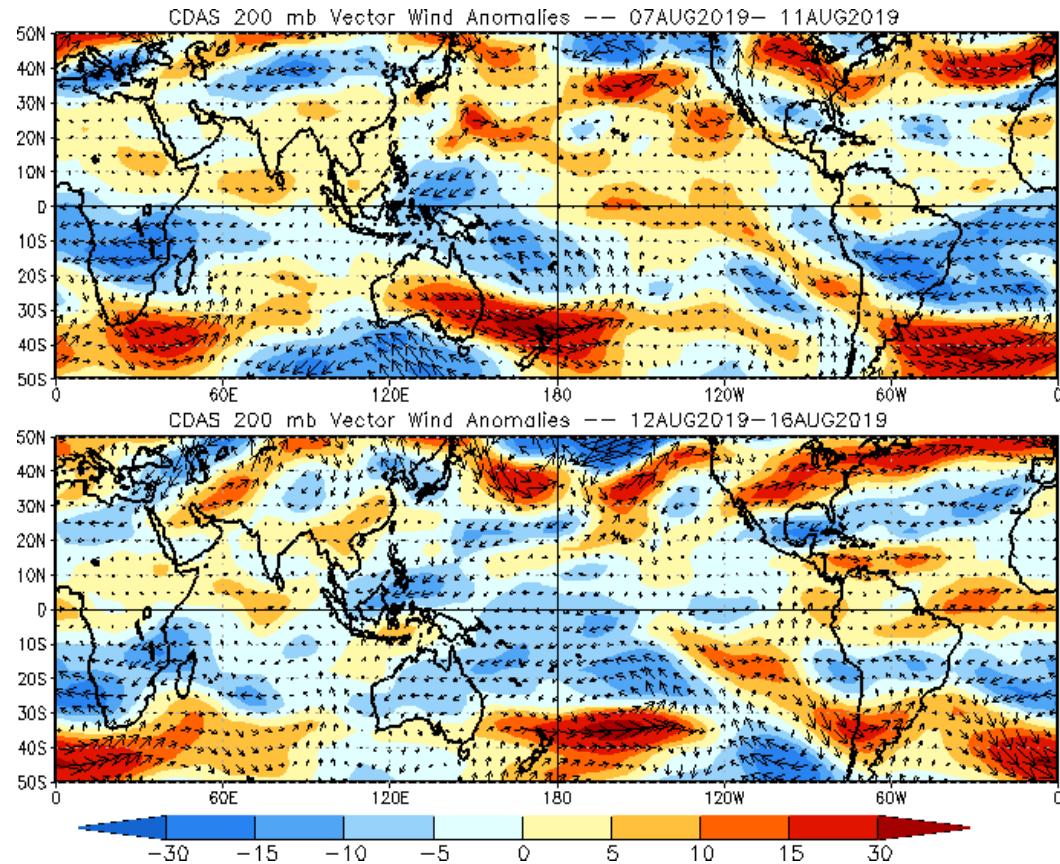 CDAS 200 mb Vector Wind Anomalies -- 07AUG2019- 11AUG2019
50N
40N
30N
20N
10N
0
10S
20S
30S
40S
50S
0 60E 120E 180 120W 60W 0
CDAS 200 mb Vector Wind Anomalies -- 12AUG2019-16AUG2019
50N
40N
30N
20N
10N
0
10S
20S
30S
40S
50S
0 60E 120E 180 120W 60W 0
-30 -15 -10 -5 0 5 10 15 30